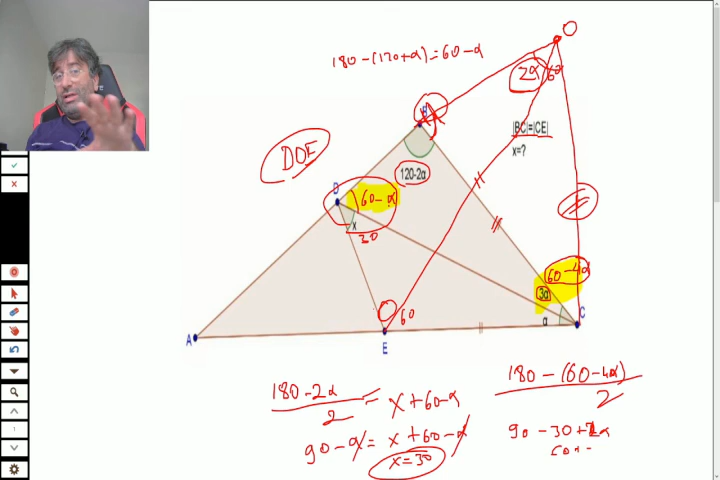 O
180-(120+α)=60-α
2α
60
B
|BC|=|CE|
x=?
DOE
120-2α
D
60-α
x
30
60-4α
3α
α
C
60
A
E
180-2α
2
= x+60-α
90-α = x+60-α
x=30
180-(60-4α)
2
90-30+2α
60+